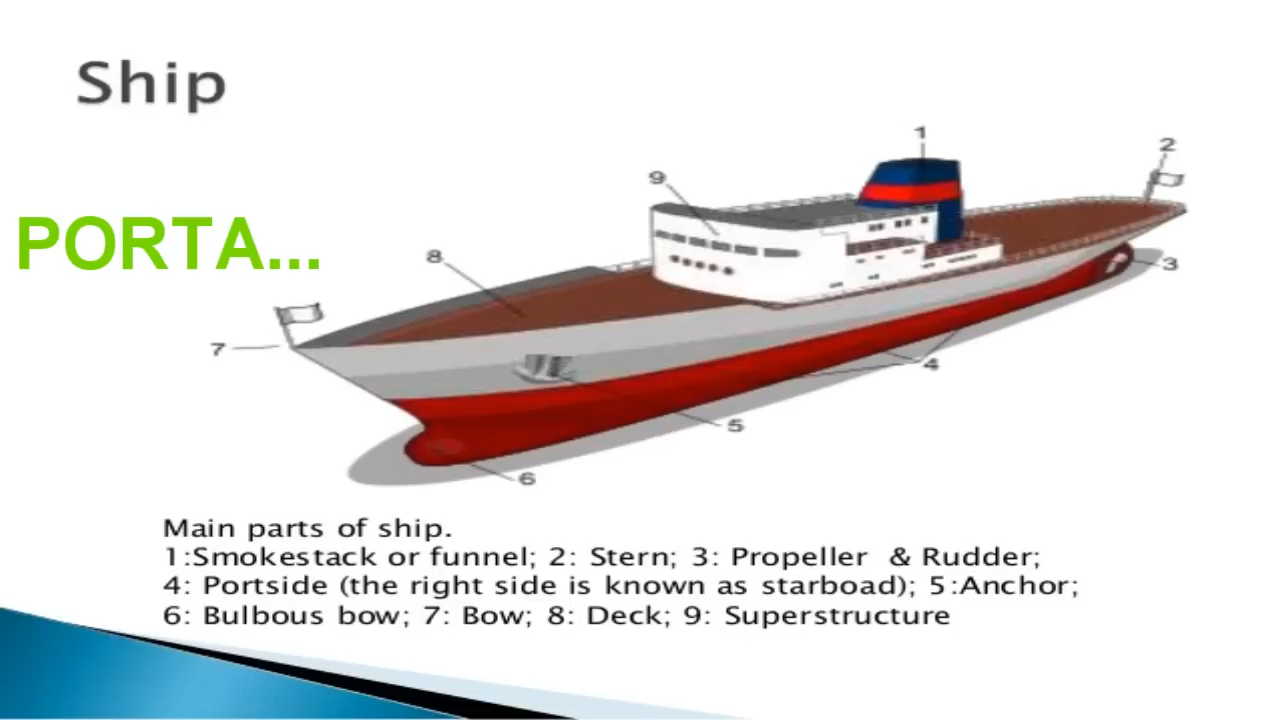 Ship
1
2
9
PORTA...
8
3
7
4
5
6
Main parts of ship.
1:Smokestack or funnel; 2: Stern; 3: Propeller & Rudder;
4: Portside (the right side is known as starboad); 5:Anchor;
6: Bulbous bow; 7: Bow; 8: Deck; 9: Superstructure